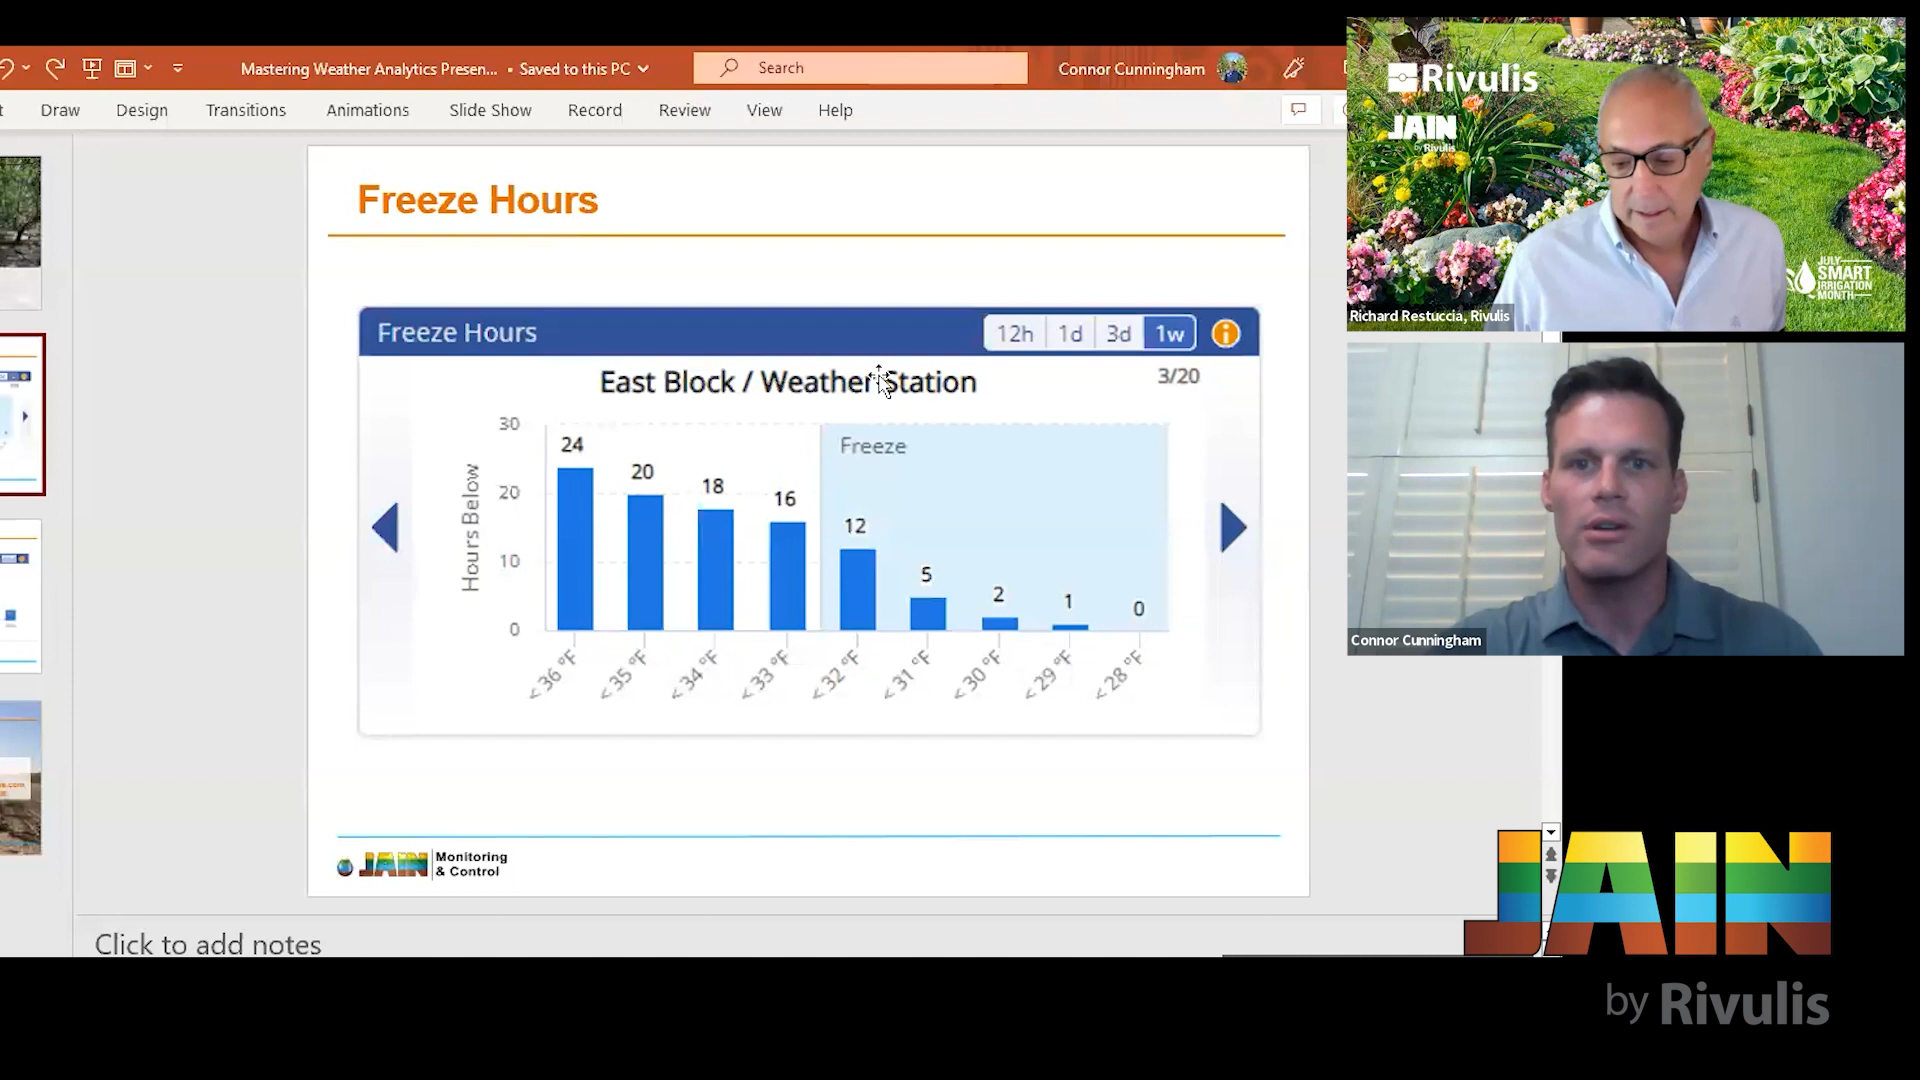 Mastering Weather Analytics Presen... • Saved to this PC
Search
Connor Cunningham
Draw Design Transitions Animations Slide Show Record Review View Help
Freeze Hours
Freeze Hours
12h 1d 3d 1w
East Block / Weather Station
3/20
Freeze
Hours Below
30
20
10
0
24 20 18 16 12 5 2 1 0
< 36 °F < 35 °F < 34 °F < 33 °F < 32 °F < 31 °F < 30 °F < 29 °F < 28 °F
JAIN Monitoring
& Control
Click to add notes
Rivulis
JAIN
by Rivulis
JULY
SMART
IRRIGATION
MONTH
Richard Restuccia, Rivulis
Connor Cunningham
JAIN
by Rivulis